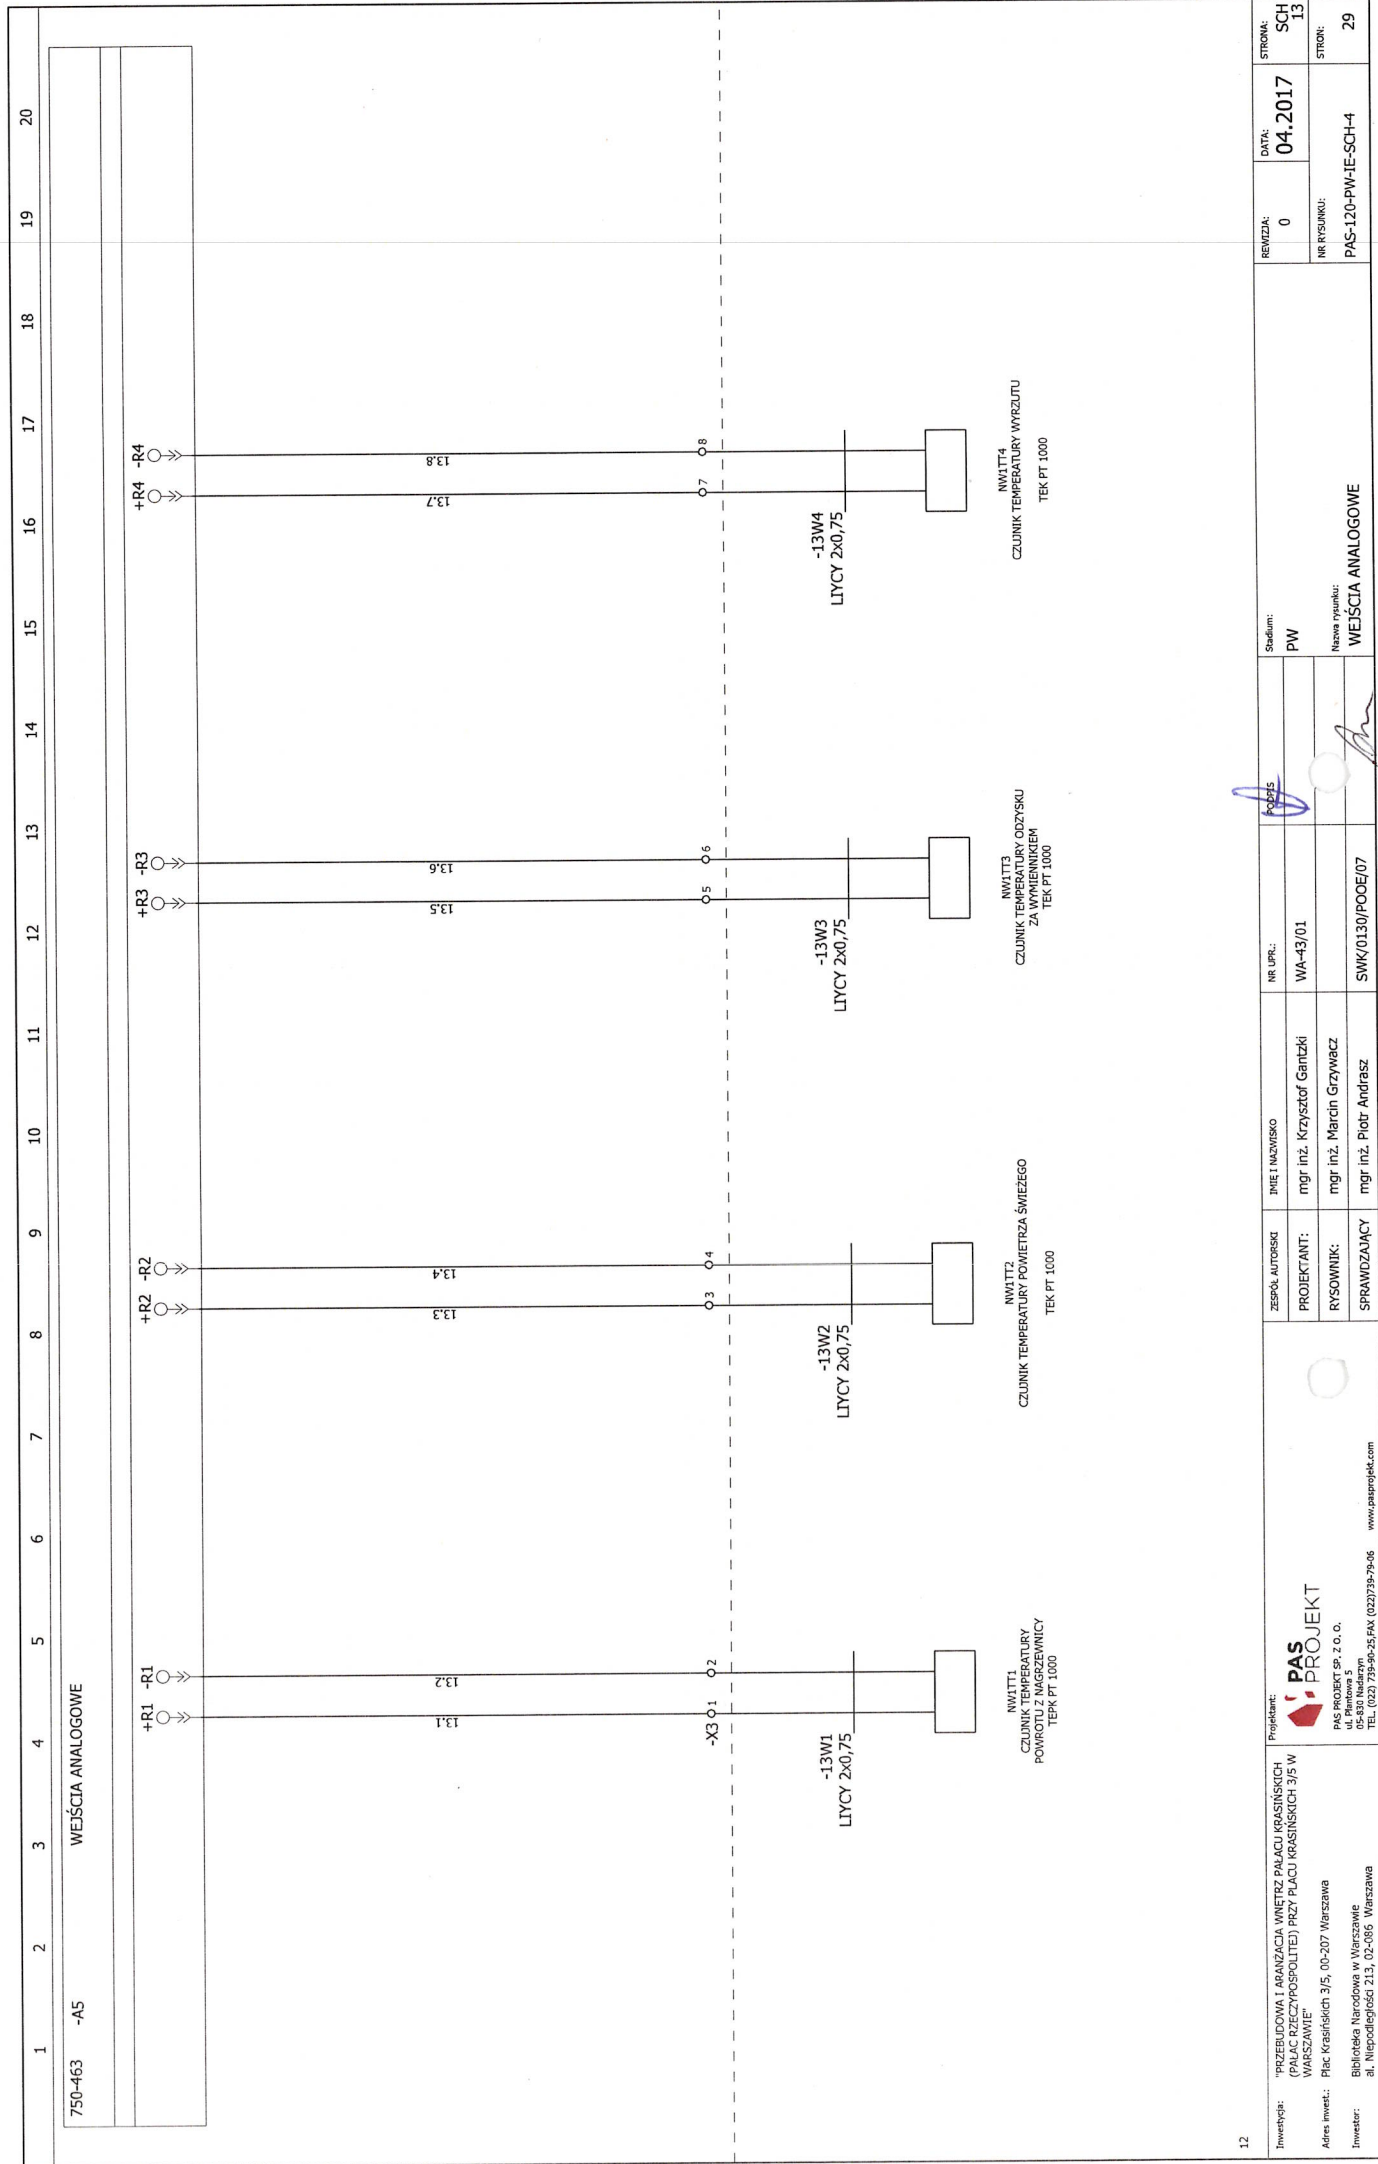 1 2 3 4 5 6 7 8 9 10 11 12 13 14 15 16 17 18 19 20
750-463 -A5 WEJŚCIA ANALOGOWE
+R1 -R1 +R2 -R2 +R3 -R3 +R4 -R4
13.1 13.2 13.3 13.4 13.5 13.6 13.7 13.8
-X3 1 2 3 4 5 6 7 8
-13W1
LIYCY 2x0,75
-13W2
LIYCY 2x0,75
-13W3
LIYCY 2x0,75
-13W4
LIYCY 2x0,75
NW1TT1
CZUJNIK TEMPERATURY
POWROTU Z NAGRZEWNICY
TEPK PT 1000
NW1TT2
CZUJNIK TEMPERATURY POWIETRZA ŚWIEŻEGO
TEK PT 1000
NW1TT3
CZUJNIK TEMPERATURY ODZYSKU
ZA WYMIENNIKIEM
TEK PT 1000
NW1TT4
CZUJNIK TEMPERATURY WYRZUTU
TEK PT 1000
12
Inwestycja: "PRZEBUDOWA I ARANŻACJA WNĘTRZ PAŁACU KRASIŃSKICH
(PAŁAC RZECZYPOSPOLITEJ) PRZY PLACU KRASIŃSKICH 3/5 W
WARSZAWIE"
Adres inwest.: Plac Krasińskich 3/5, 00-207 Warszawa
Inwestor: Biblioteka Narodowa w Warszawie
al. Niepodległości 213, 02-086 Warszawa
Projektant:
PAS
PROJEKT
PAS PROJEKT SP. Z O. O.
ul. Plantowa 5
05-830 Nadarzyn
TEL. (022) 739-90-25,FAX (022)739-79-06 www.pasprojekt.com
ZESPÓŁ AUTORSKI IMIĘ I NAZWISKO NR UPR.: PODPIS
PROJEKTANT: mgr inż. Krzysztof Gantzki WA-43/01
RYSOWNIK: mgr inż. Marcin Grzywacz
SPRAWDZAJĄCY mgr inż. Piotr Andrasz SWK/0130/POOE/07
Stadium:
PW
Nazwa rysunku:
WEJŚCIA ANALOGOWE
REWIZJA:
0
DATA:
04.2017
STRONA:
SCH
13
NR RYSUNKU:
PAS-120-PW-IE-SCH-4
STRON:
29